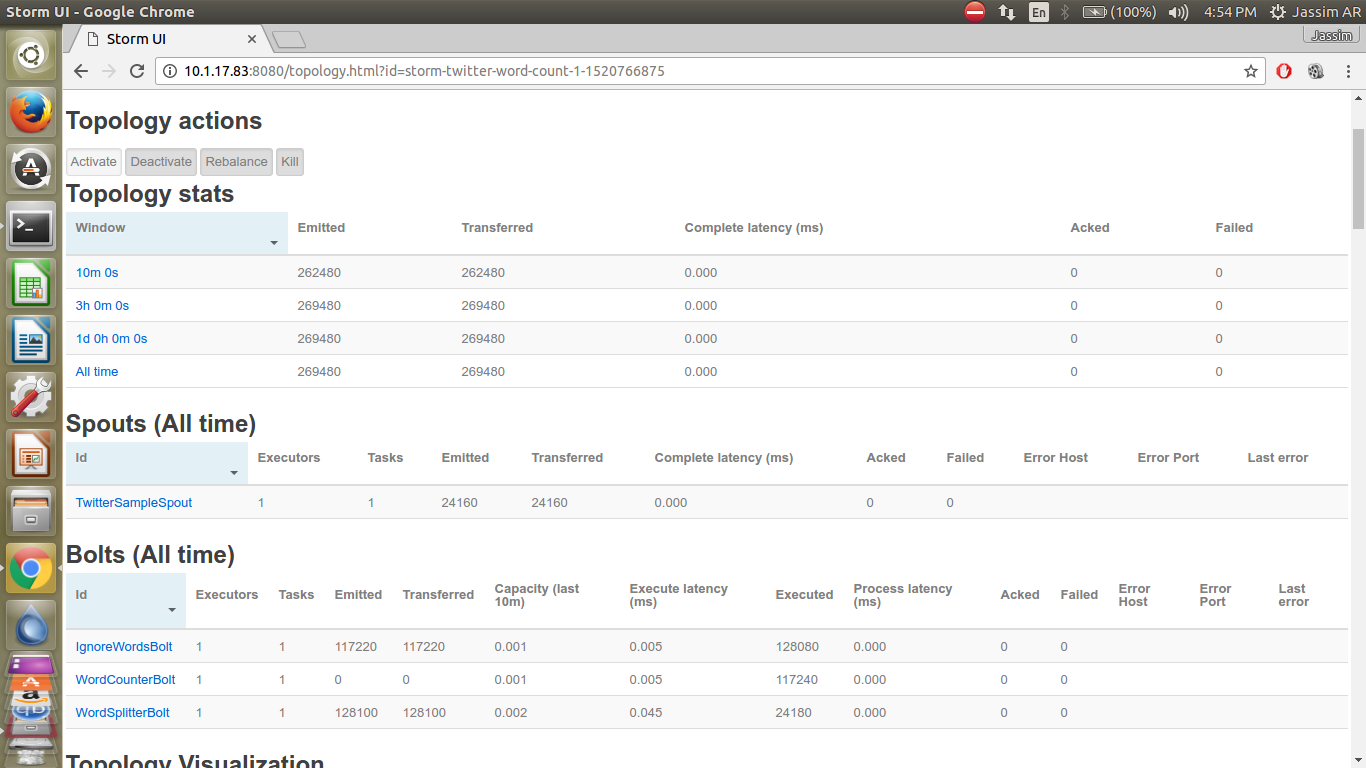 Storm UI - Google Chrome
En
(100%)
4:54 PM
Jassim AR
Storm UI
Jassim
10.1.17.83:8080/topology.html?id=storm-twitter-word-count-1-1520766875
Topology actions
Activate Deactivate Rebalance Kill
Topology stats
Window Emitted Transferred Complete latency (ms) Acked Failed
10m 0s 262480 262480 0.000 0 0
3h 0m 0s 269480 269480 0.000 0 0
1d 0h 0m 0s 269480 269480 0.000 0 0
All time 269480 269480 0.000 0 0
Spouts (All time)
Id Executors Tasks Emitted Transferred Complete latency (ms) Acked Failed Error Host Error Port Last error
TwitterSampleSpout 1 1 24160 24160 0.000 0 0
Bolts (All time)
Id Executors Tasks Emitted Transferred Capacity (last 10m) Execute latency (ms) Executed Process latency (ms) Acked Failed Error Host Error Port Last error
IgnoreWordsBolt 1 1 117220 117220 0.001 0.005 128080 0.000 0 0
WordCounterBolt 1 1 0 0 0.001 0.005 117240 0.000 0 0
WordSplitterBolt 1 1 128100 128100 0.002 0.045 24180 0.000 0 0
Topology Visualization